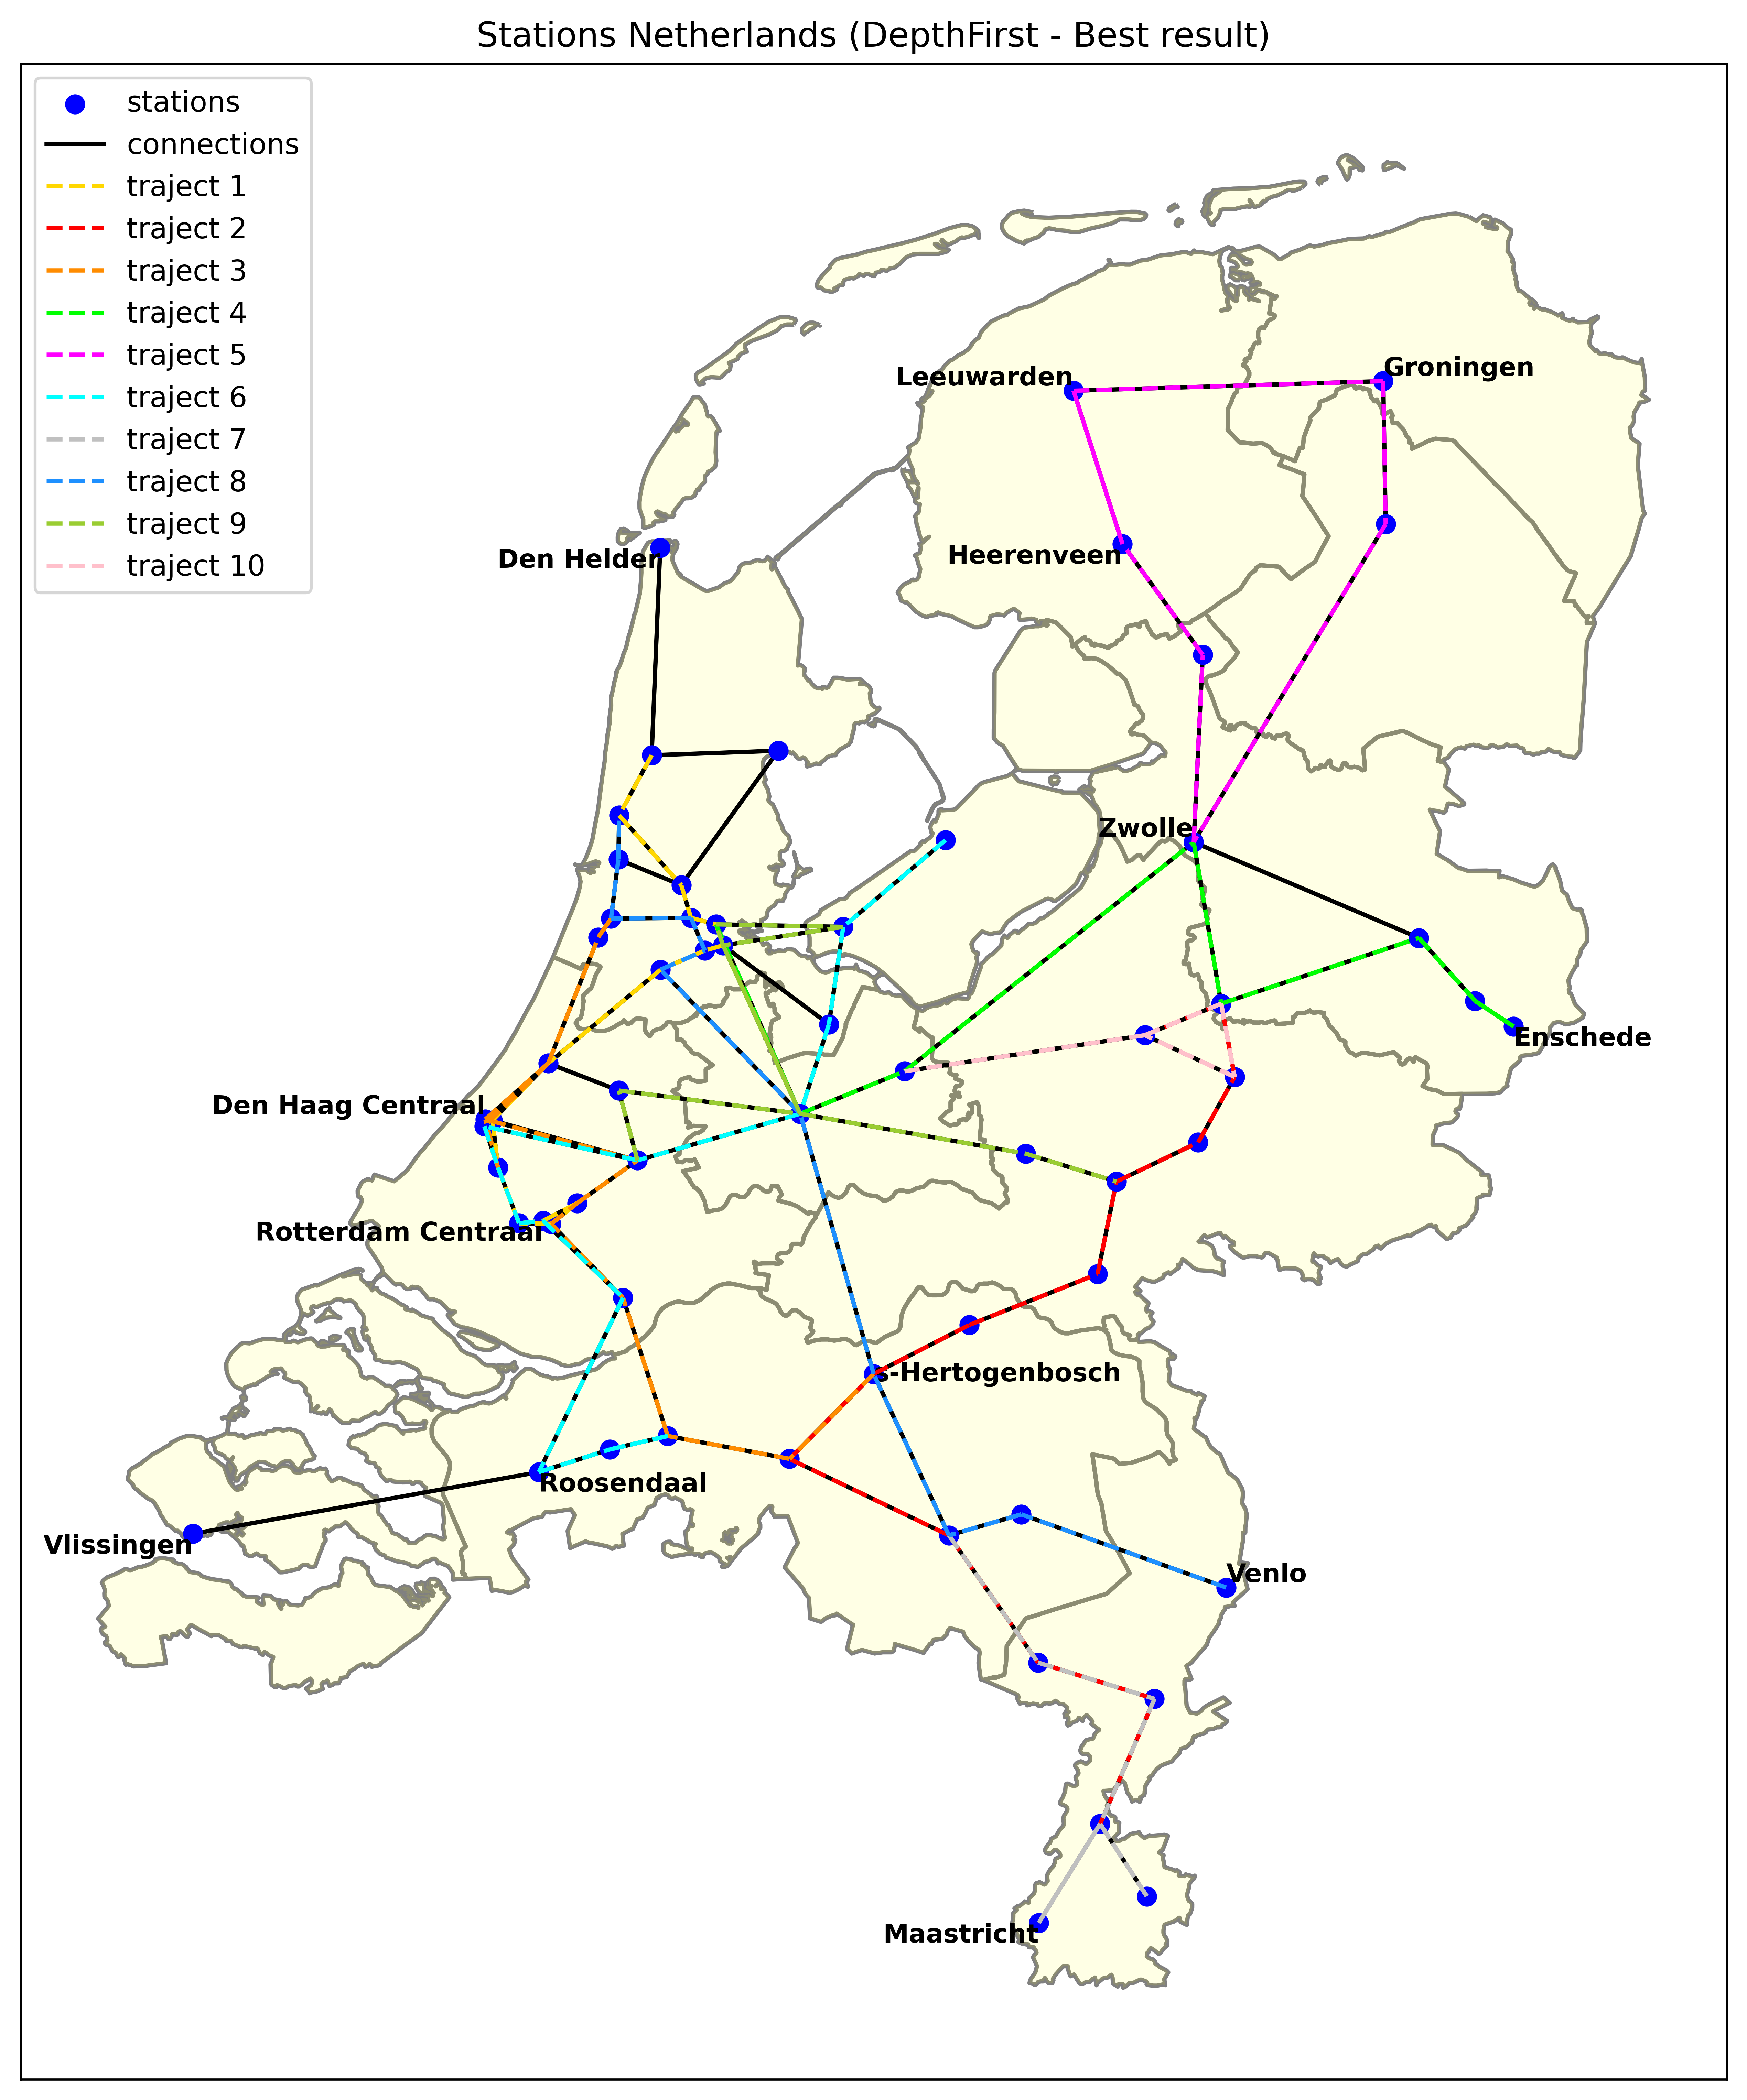 Stations Netherlands (DepthFirst - Best result)
stations
connections
traject 1
traject 2
traject 3
traject 4
traject 5
traject 6
traject 7
traject 8
traject 9
traject 10
Groningen
Leeuwarden
Heerenveen
Den Helder
Zwolle
Enschede
Den Haag Centraal
Rotterdam Centraal
s-Hertogenbosch
Roosendaal
Vlissingen
Venlo
Maastricht